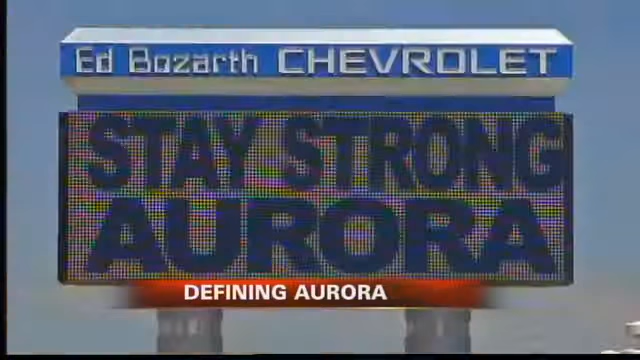 Ed Bozarth CHEVROLET
STAY STRONG
AURORA
DEFINING AURORA